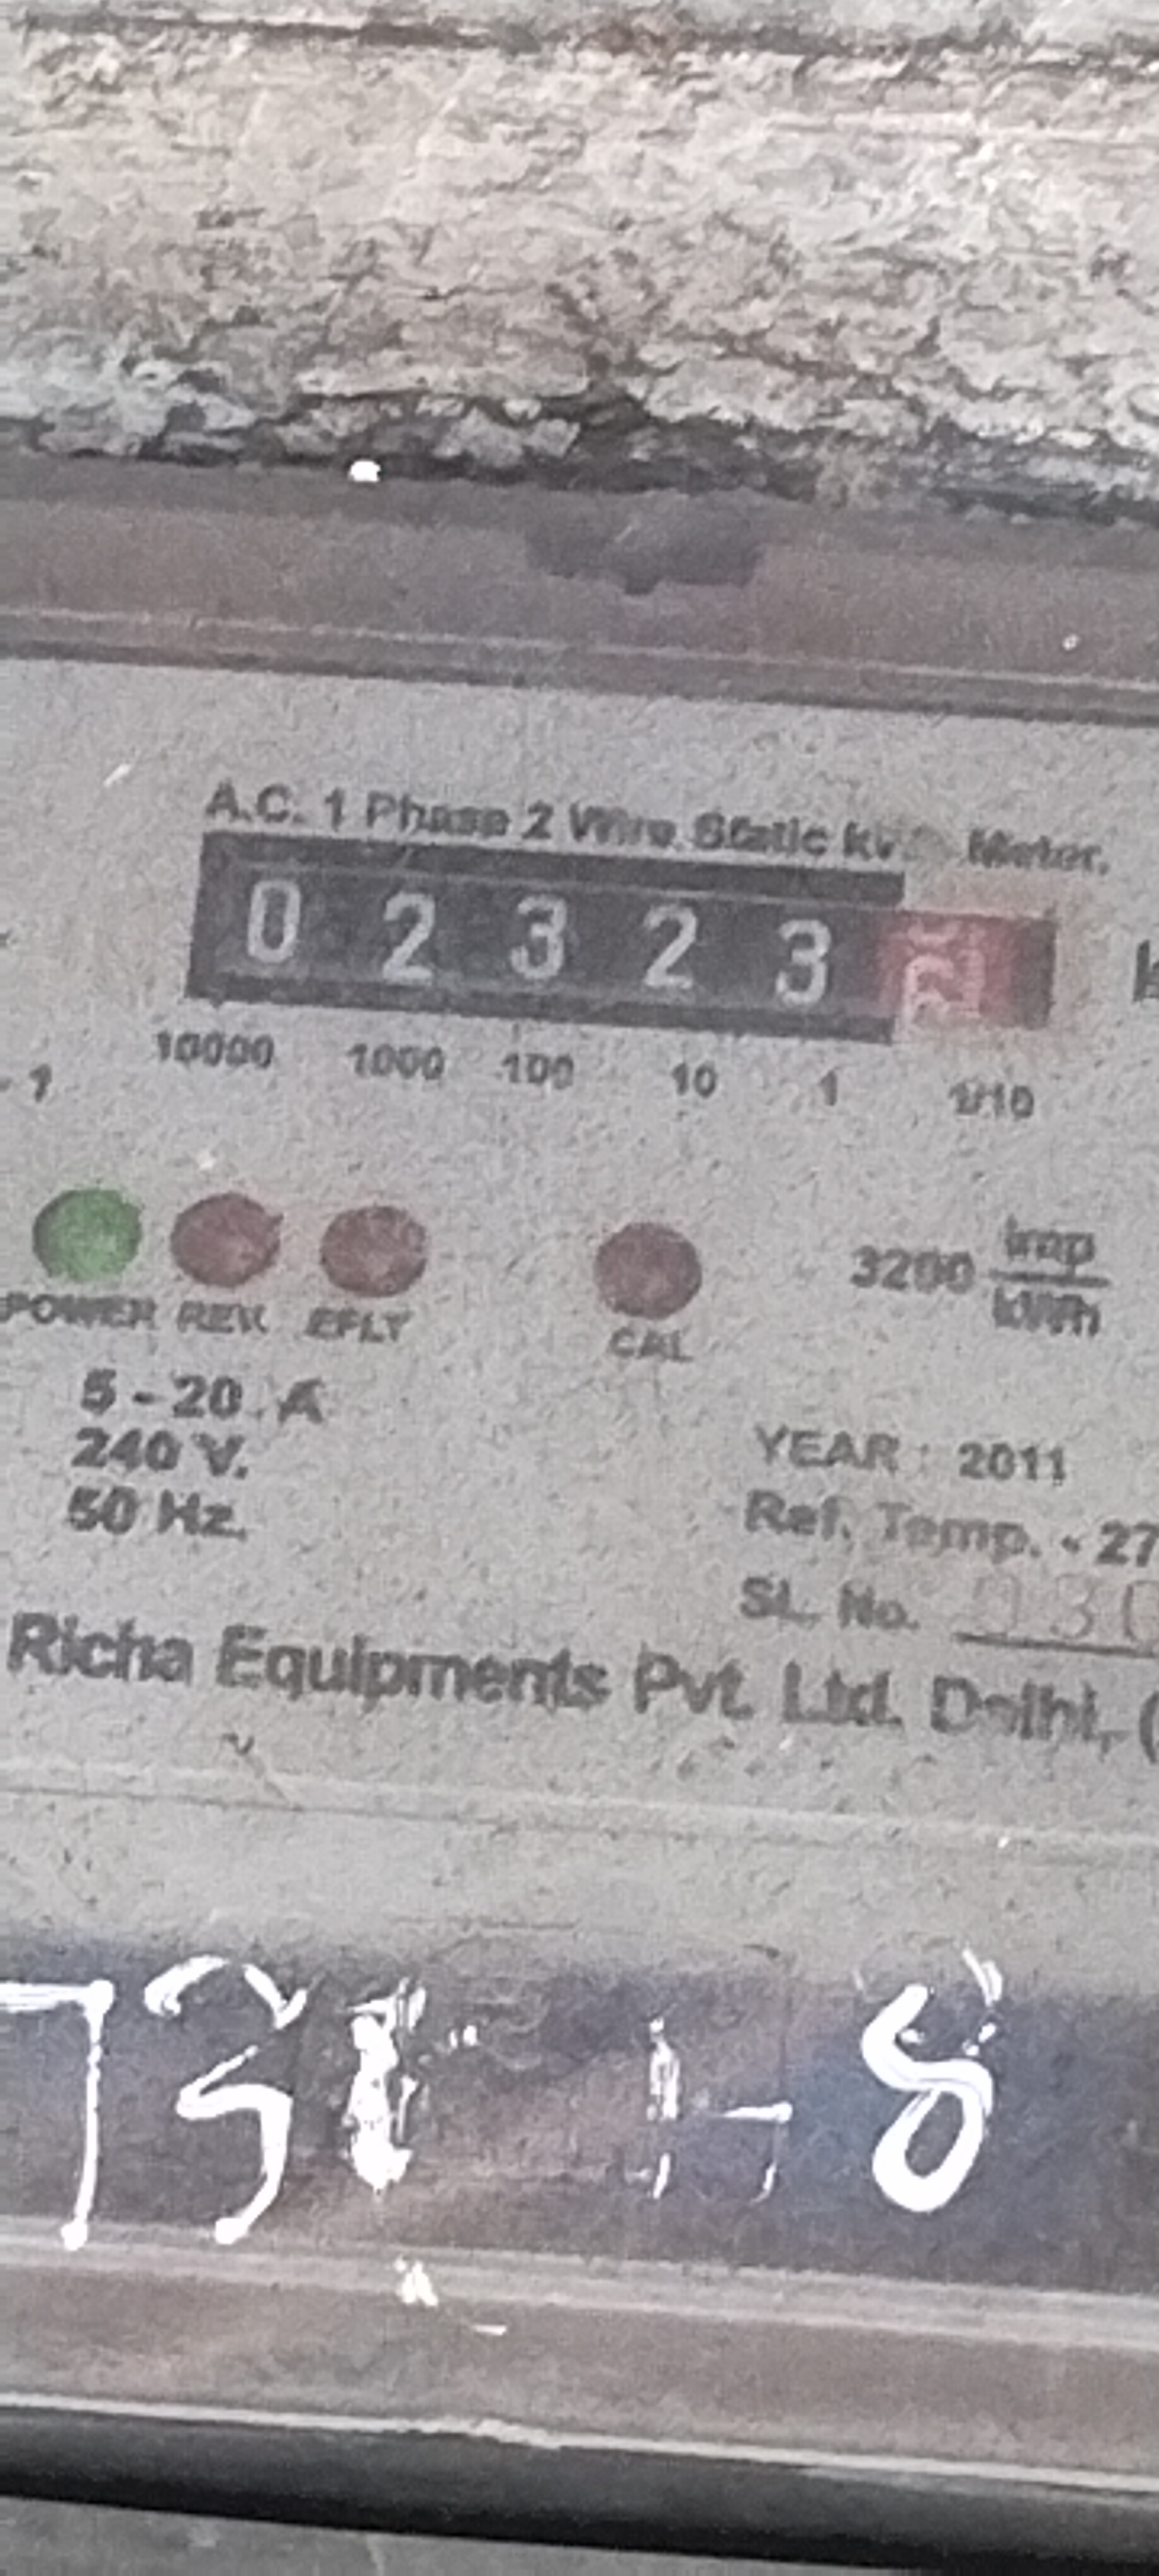 A.C. 1 Phase 2 Wire Static Meter.
0 2 3 2 3
10000 1000 100 10 1 1/10
- 1
POWER REV. EFLT CAL
3200 imp/kWh
5 - 20 A
240 V.
50 Hz.
YEAR : 2011
Ref. Temp. - 27
SL. No.
Richa Equipments Pvt. Ltd. Delhi, (